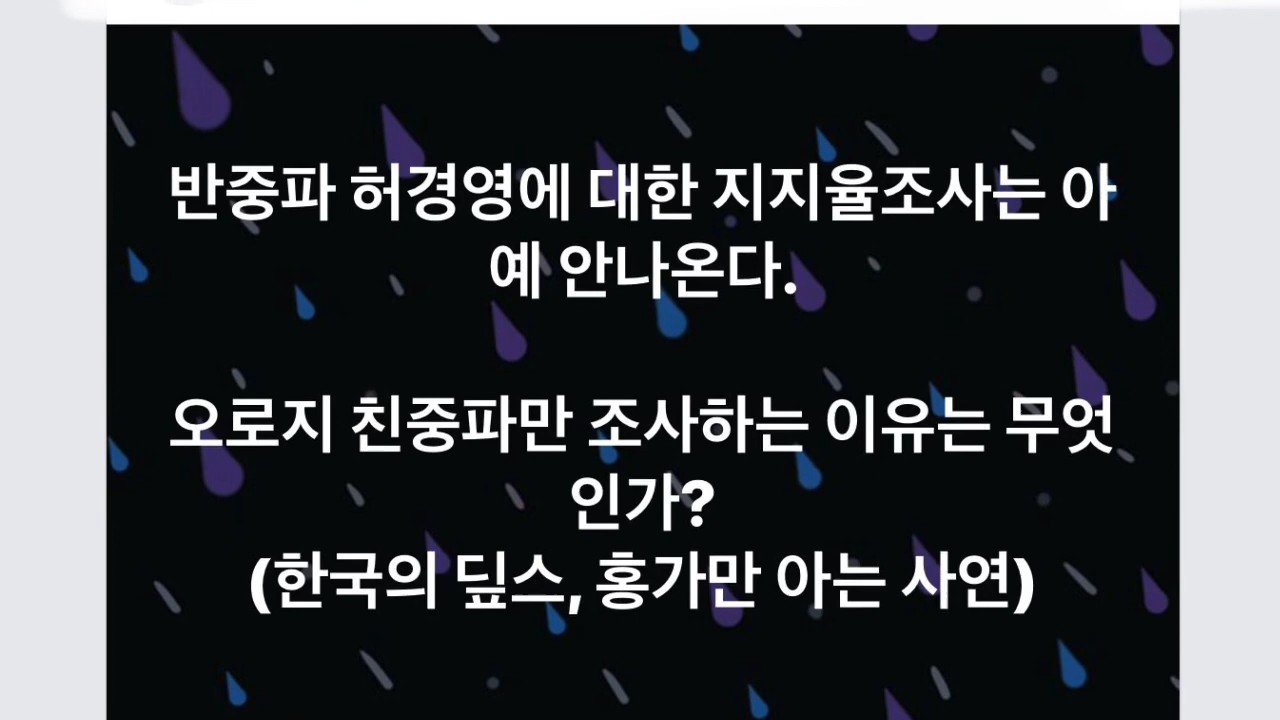 반중파 허경영에 대한 지지율조사는 아
예 안나온다.
오로지 친중파만 조사하는 이유는 무엇
인가?
(한국의 딮스, 홍가만 아는 사연)